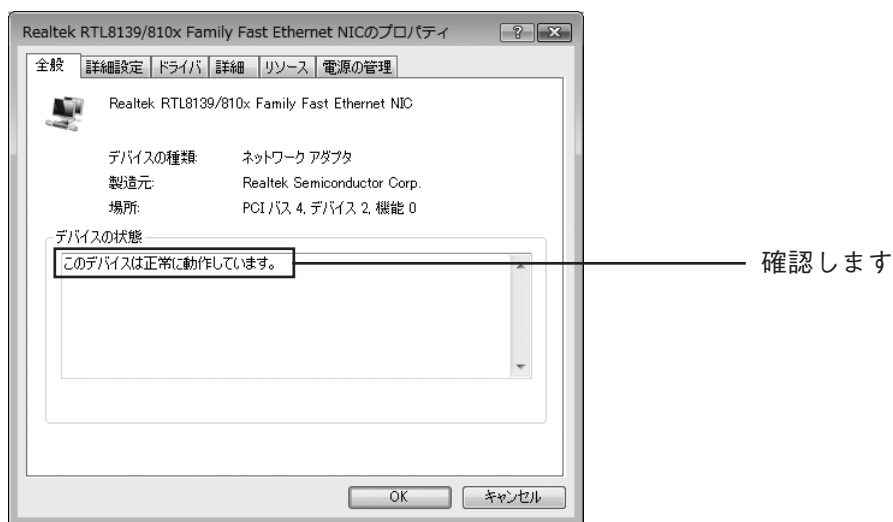 Realtek RTL8139/810x Family Fast Ethernet NICのプロパティ
全般 詳細設定 ドライバ 詳細 リソース 電源の管理
Realtek RTL8139/810x Family Fast Ethernet NIC
デバイスの種類: ネットワーク アダプタ
製造元: Realtek Semiconductor Corp.
場所: PCI バス 4, デバイス 2, 機能 0
デバイスの状態
このデバイスは正常に動作しています。
確認します
OK キャンセル